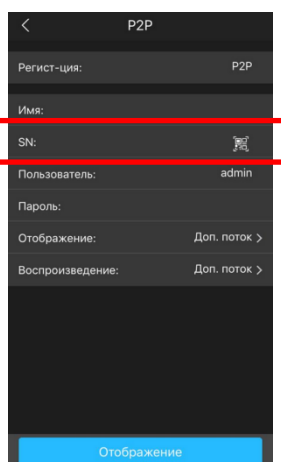 P2P
Регист-ция: P2P
Имя:
SN:
Пользователь: admin
Пароль:
Отображение: Доп. поток >
Воспроизведение: Доп. поток >
Отображение